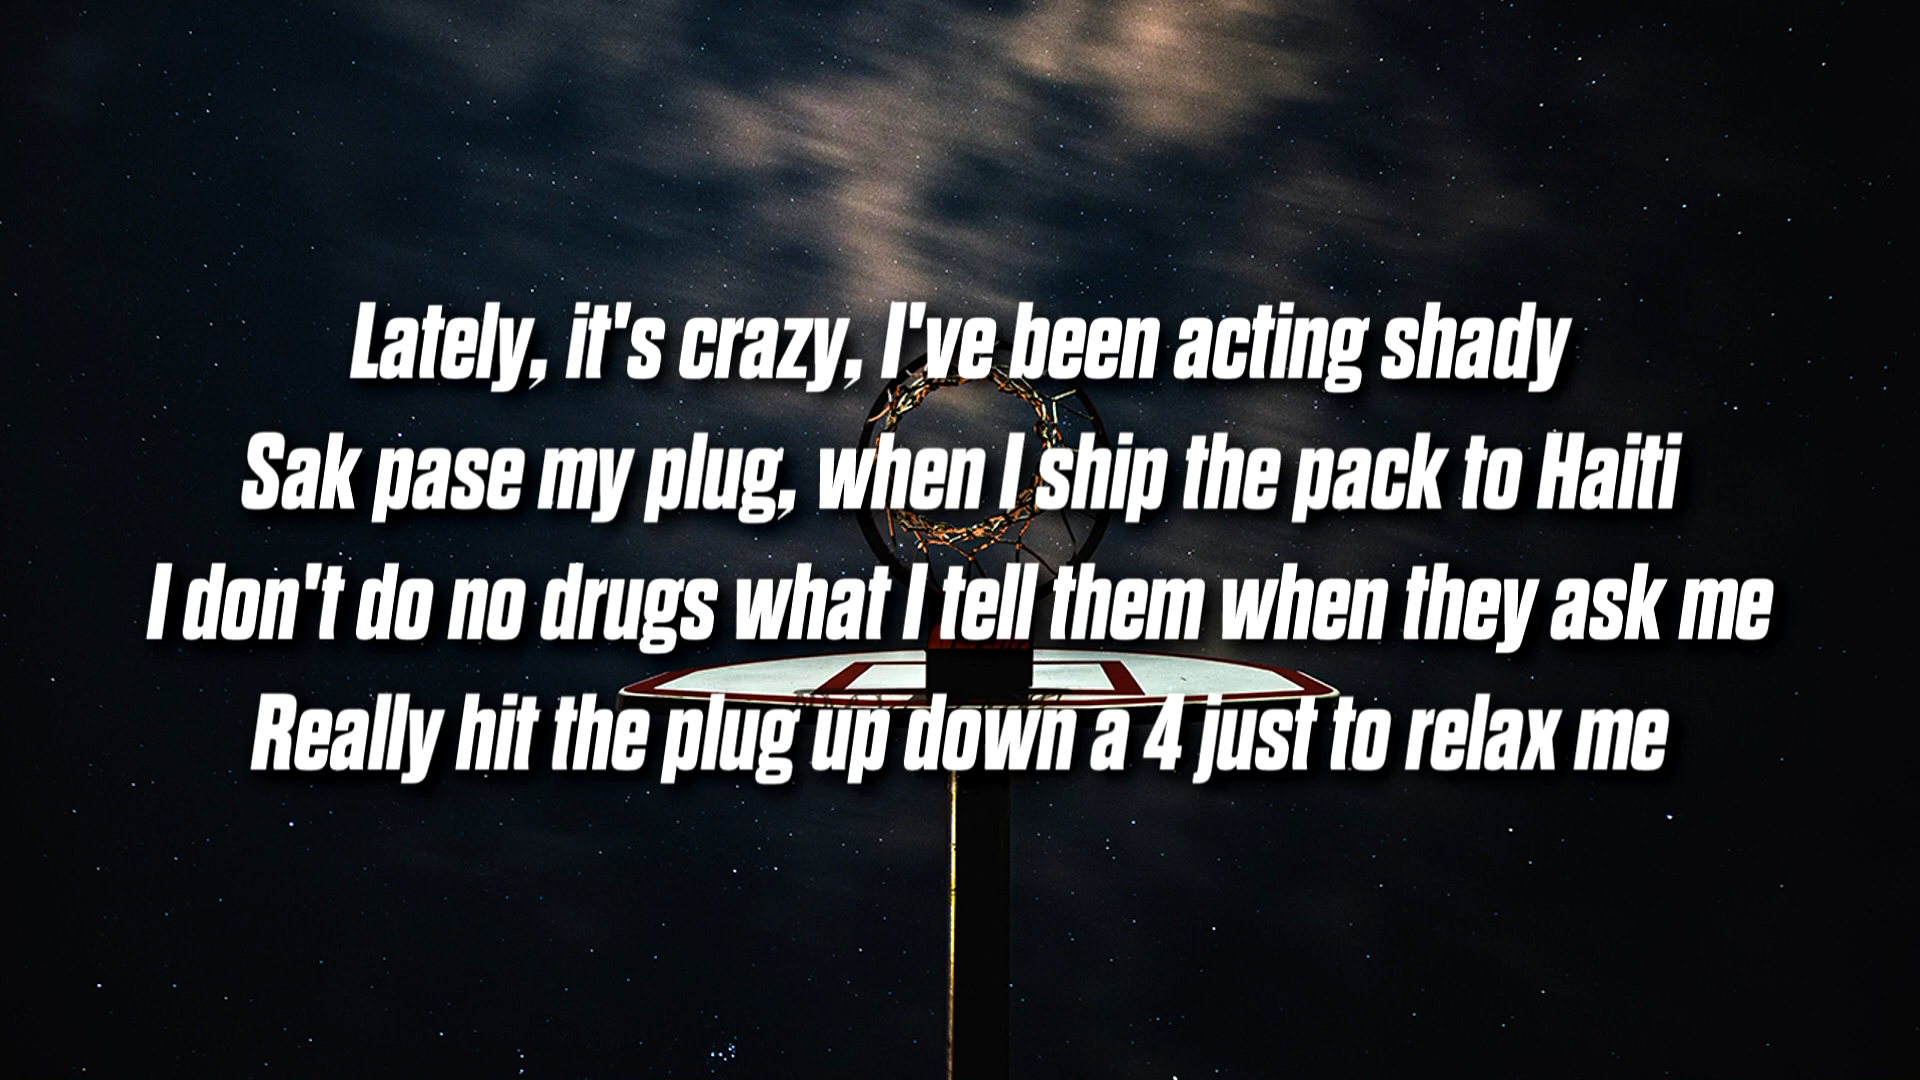 Lately, it's crazy, I've been acting shady
Sak pase my plug, when I ship the pack to Haiti
I don't do no drugs what I tell them when they ask me
Really hit the plug up down a 4 just to relax me